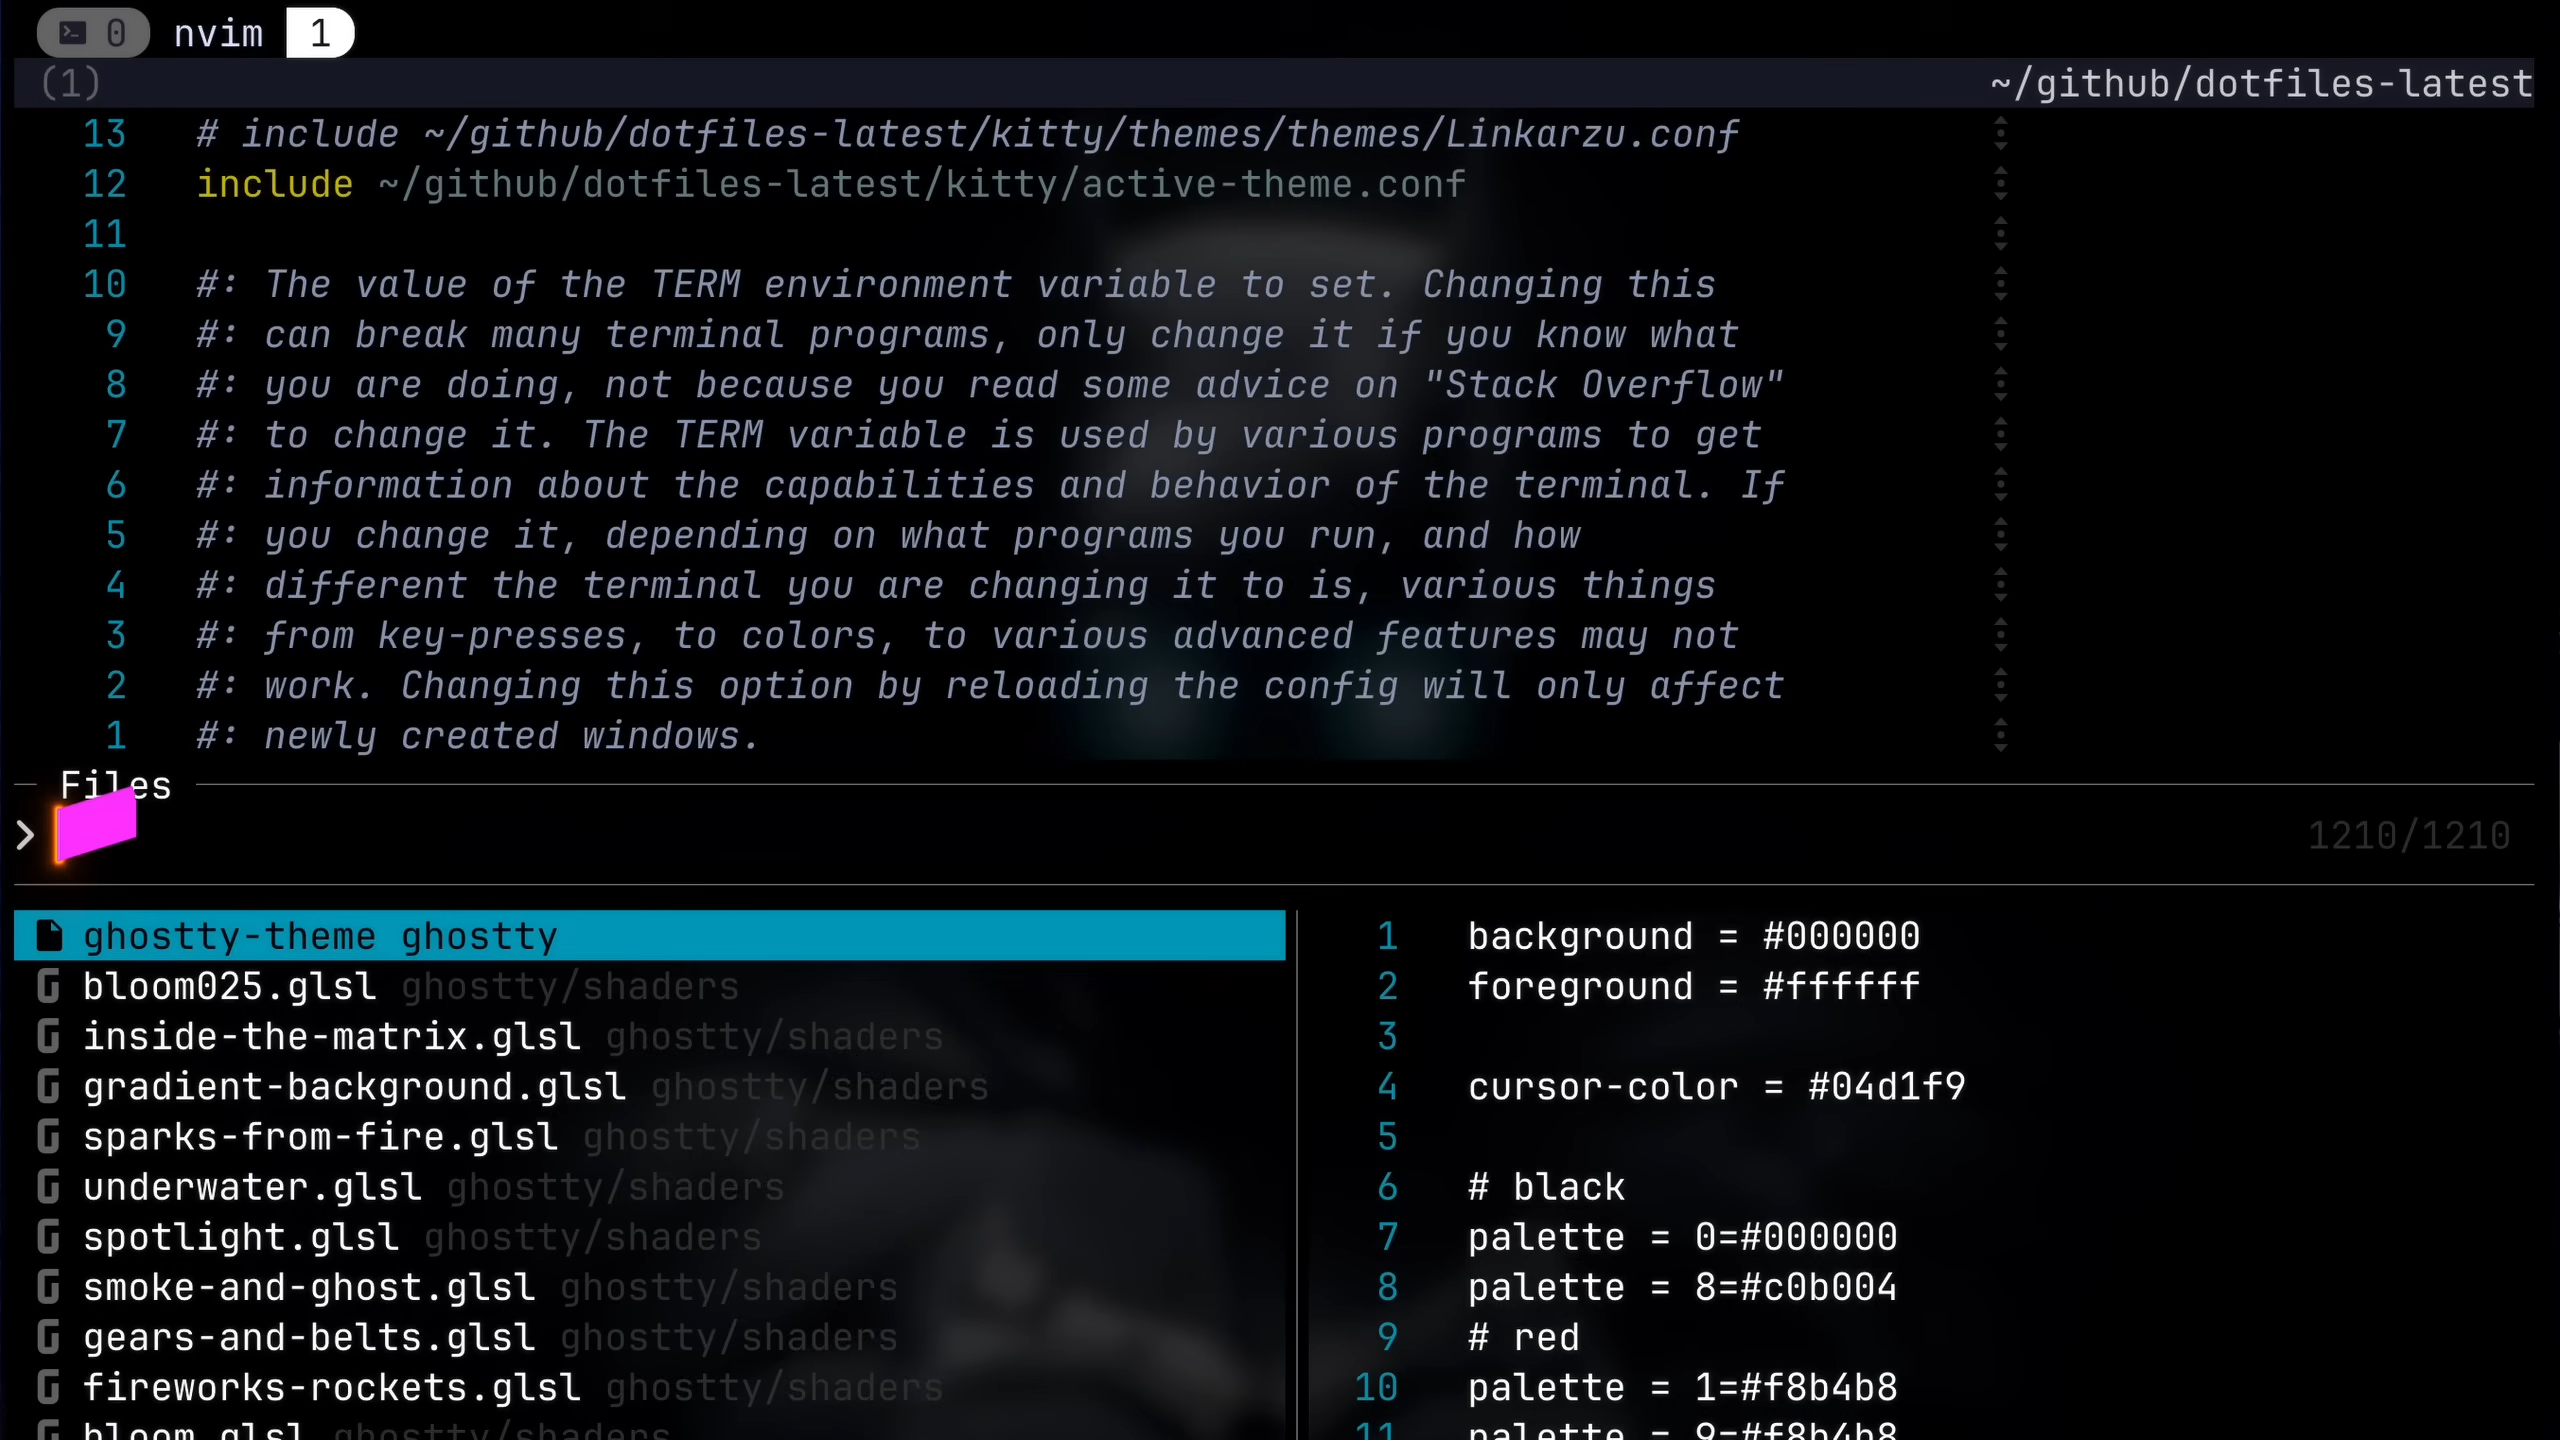 0 nvim 1
(1) ~/github/dotfiles-latest
13 # include ~/github/dotfiles-latest/kitty/themes/themes/Linkarzu.conf
12 include ~/github/dotfiles-latest/kitty/active-theme.conf
11
10 #: The value of the TERM environment variable to set. Changing this
9 #: can break many terminal programs, only change it if you know what
8 #: you are doing, not because you read some advice on "Stack Overflow"
7 #: to change it. The TERM variable is used by various programs to get
6 #: information about the capabilities and behavior of the terminal. If
5 #: you change it, depending on what programs you run, and how
4 #: different the terminal you are changing it to is, various things
3 #: from key-presses, to colors, to various advanced features may not
2 #: work. Changing this option by reloading the config will only affect
1 #: newly created windows.
Files
1210/1210
ghostty-theme ghostty
bloom025.glsl ghostty/shaders
inside-the-matrix.glsl ghostty/shaders
gradient-background.glsl ghostty/shaders
sparks-from-fire.glsl ghostty/shaders
underwater.glsl ghostty/shaders
spotlight.glsl ghostty/shaders
smoke-and-ghost.glsl ghostty/shaders
gears-and-belts.glsl ghostty/shaders
fireworks-rockets.glsl ghostty/shaders
bloom.glsl ghostty/shaders
1 background = #000000
2 foreground = #ffffff
3
4 cursor-color = #04d1f9
5
6 # black
7 palette = 0=#000000
8 palette = 8=#c0b004
9 # red
10 palette = 1=#f8b4b8
11 palette = 9=#f8b4b8